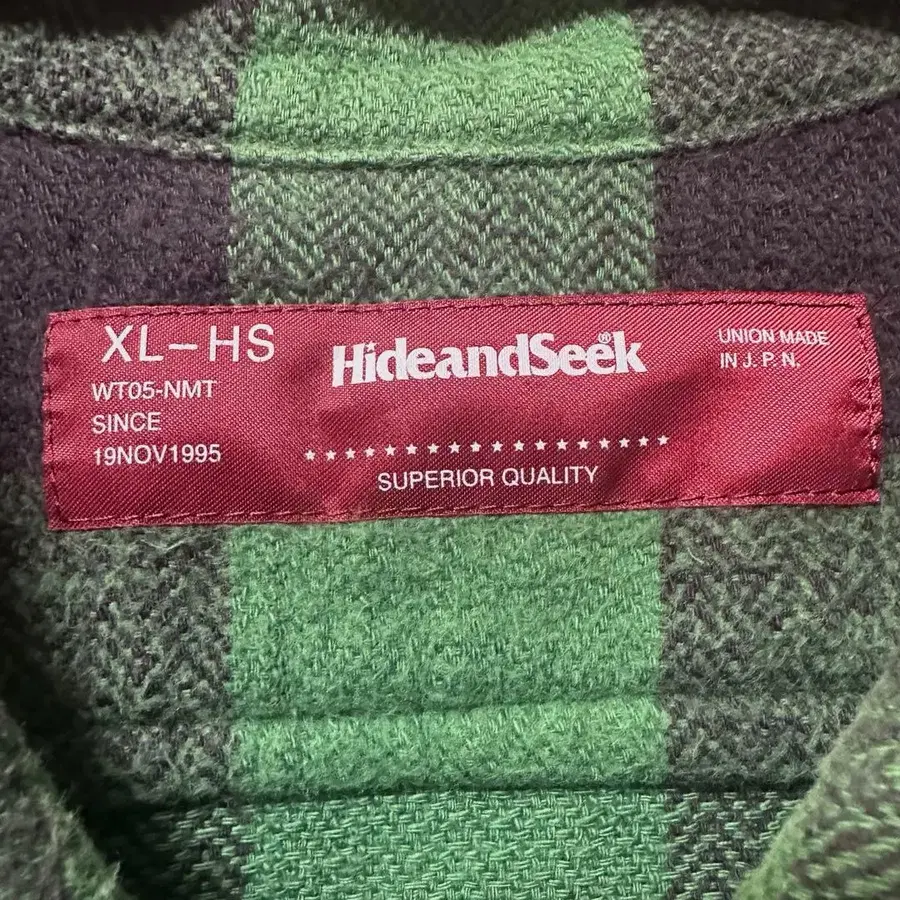 XL-HS
WT05-NMT
SINCE
19NOV1995
HideandSeek®
SUPERIOR QUALITY
UNION MADE
IN J.P.N.